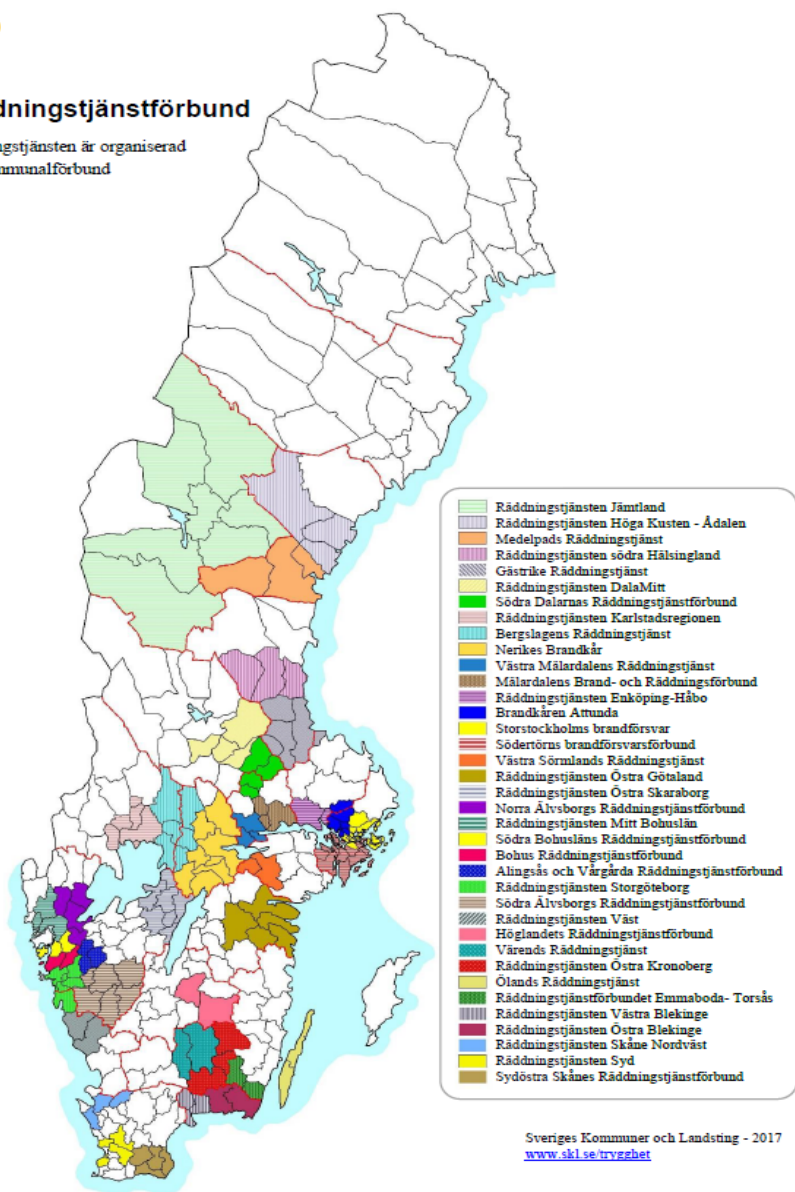 dningstjänstförbund
ngstjänsten är organiserad
mmunalförbund
Räddningstjänsten Jämtland
Räddningstjänsten Höga Kusten - Ådalen
Medelpads Räddningstjänst
Räddningstjänsten södra Hälsingland
Gästrike Räddningstjänst
Räddningstjänsten DalaMitt
Södra Dalarnas Räddningstjänstförbund
Räddningstjänsten Karlstadsregionen
Bergslagens Räddningstjänst
Nerikes Brandkår
Västra Mälardalens Räddningstjänst
Mälardalens Brand- och Räddningsförbund
Räddningstjänsten Enköping-Håbo
Brandkåren Attunda
Storstockholms brandförsvar
Södertörns brandförsvarsförbund
Västra Sörmlands Räddningstjänst
Räddningstjänsten Östra Götaland
Räddningstjänsten Östra Skaraborg
Norra Älvsborgs Räddningstjänstförbund
Räddningstjänsten Mitt Bohuslän
Södra Bohusläns Räddningstjänstförbund
Bohus Räddningstjänstförbund
Alingsås och Vårgårda Räddningstjänstförbund
Räddningstjänsten Storgöteborg
Södra Älvsborgs Räddningstjänstförbund
Räddningstjänsten Väst
Höglandets Räddningstjänstförbund
Värends Räddningstjänst
Räddningstjänsten Östra Kronoberg
Ölands Räddningstjänst
Räddningstjänstförbundet Emmaboda- Torsås
Räddningstjänsten Västra Blekinge
Räddningstjänsten Östra Blekinge
Räddningstjänsten Skåne Nordväst
Räddningstjänsten Syd
Sydöstra Skånes Räddningstjänstförbund
Sveriges Kommuner och Landsting - 2017
www.skl.se/trygghet